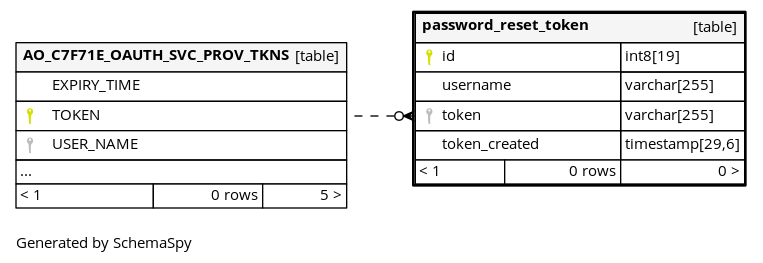 AO_C7F71E_OAUTH_SVC_PROV_TKNS [table]
EXPIRY_TIME
TOKEN
USER_NAME
...
< 1 0 rows 5 >
password_reset_token [table]
id int8[19]
username varchar[255]
token varchar[255]
token_created timestamp[29,6]
< 1 0 rows 0 >
Generated by SchemaSpy